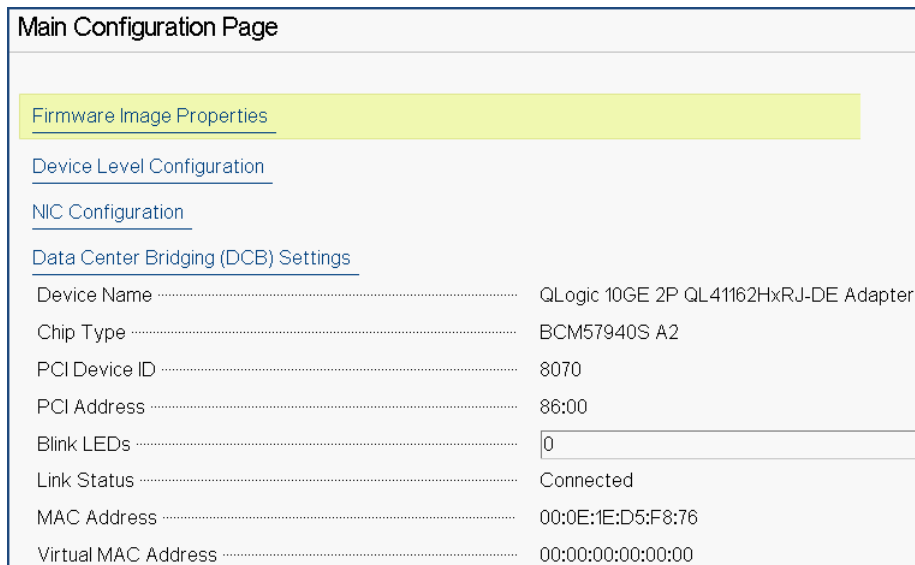 Main Configuration Page
Firmware Image Properties
Device Level Configuration
NIC Configuration
Data Center Bridging (DCB) Settings
Device Name QLogic 10GE 2P QL41162HxRJ-DE Adapter
Chip Type BCM57940S A2
PCI Device ID 8070
PCI Address 86:00
Blink LEDs 0
Link Status Connected
MAC Address 00:0E:1E:D5:F8:76
Virtual MAC Address 00:00:00:00:00:00